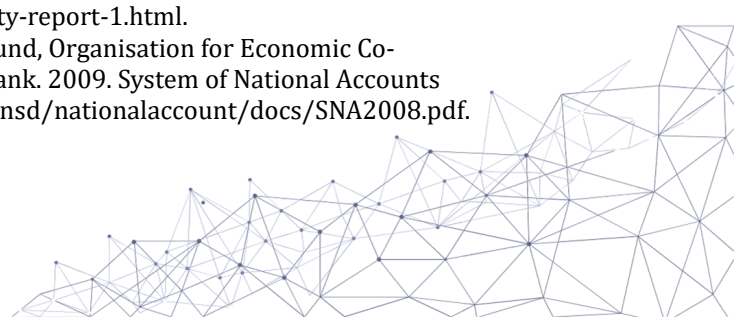 ty-report-1.html.
und, Organisation for Economic Co-
ank. 2009. System of National Accounts
nsd/nationalaccount/docs/SNA2008.pdf.